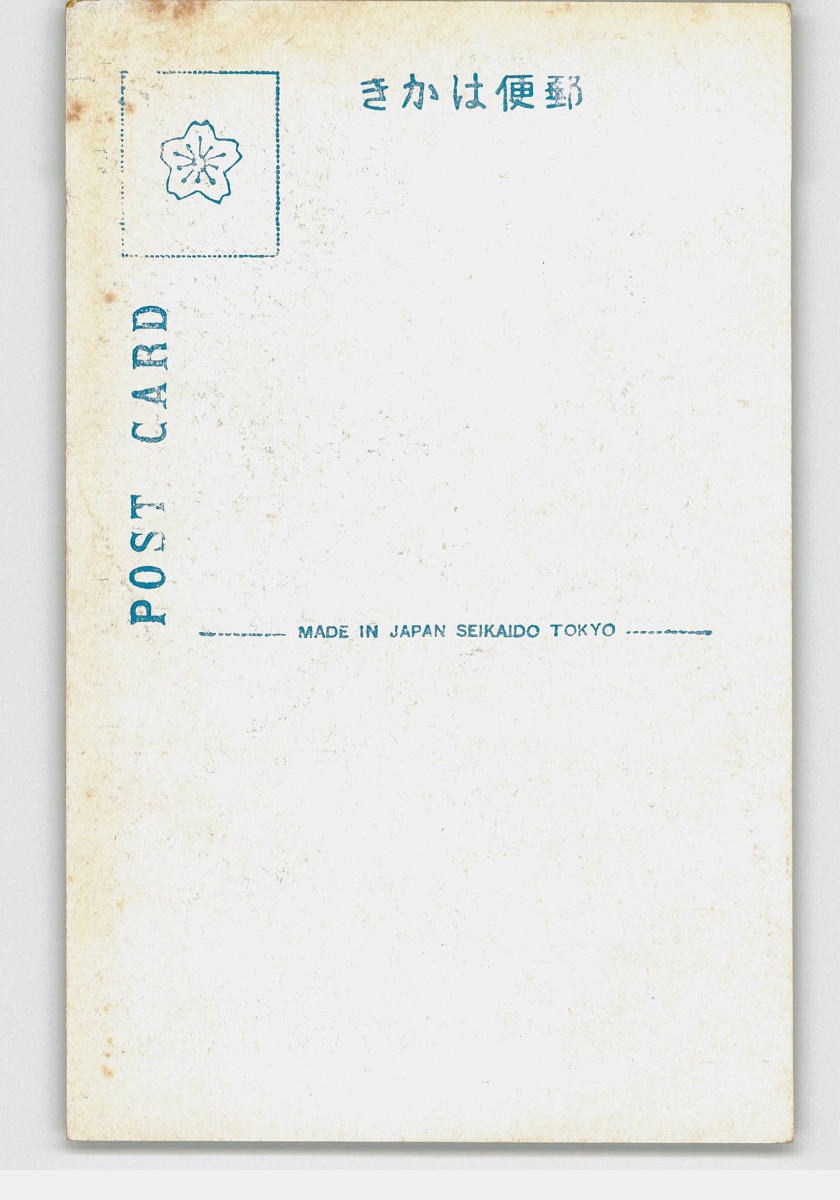 きかは便郵
POST CARD
MADE IN JAPAN SEIKAIDO TOKYO